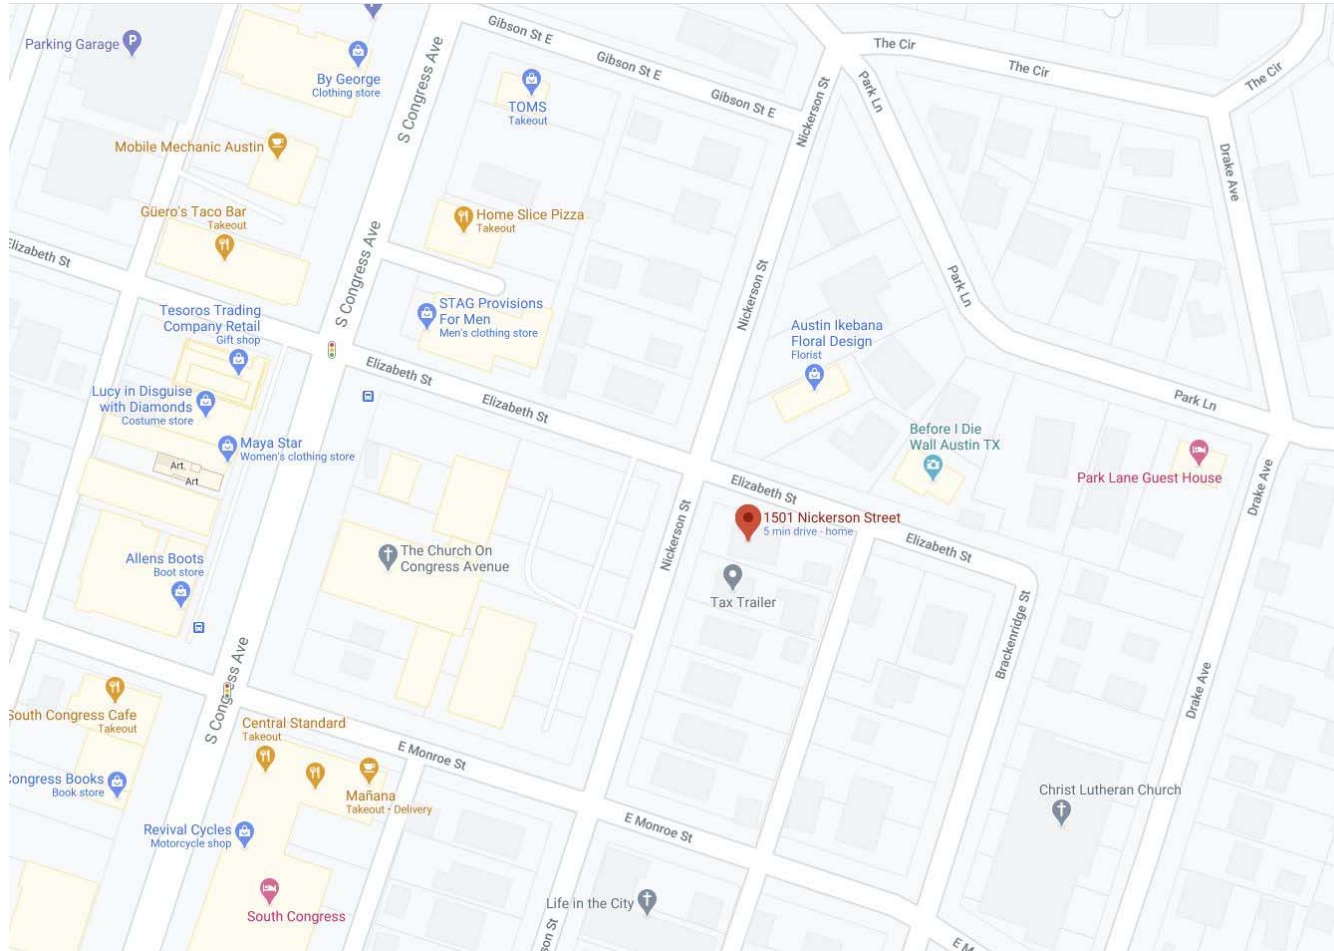 Parking Garage
P
By George
Clothing store
S Congress Ave
Gibson St E
Gibson St E
Gibson St E
TOMS
Takeout
Nickerson St
The Cir
The Cir
The Cir
Park Ln
Drake Ave
Mobile Mechanic Austin
Güero's Taco Bar
Takeout
Home Slice Pizza
Takeout
Elizabeth St
S Congress Ave
Nickerson St
Park Ln
Tesoros Trading
Company Retail
Gift shop
STAG Provisions
For Men
Men's clothing store
Austin Ikebana
Floral Design
Florist
Elizabeth St
Elizabeth St
Park Ln
Lucy in Disguise
with Diamonds
Costume store
Maya Star
Women's clothing store
Art
Art
Before I Die
Wall Austin TX
Park Lane Guest House
Drake Ave
Elizabeth St
1501 Nickerson Street
5 min drive - home
Nickerson St
Elizabeth St
The Church On
Congress Avenue
Allens Boots
Boot store
Tax Trailer
Brackenridge St
S Congress Ave
Drake Ave
South Congress Cafe
Takeout
Central Standard
Takeout
E Monroe St
Congress Books
Book store
Mañana
Takeout • Delivery
Christ Lutheran Church
Revival Cycles
Motorcycle shop
E Monroe St
South Congress
Life in the City
son St
E M